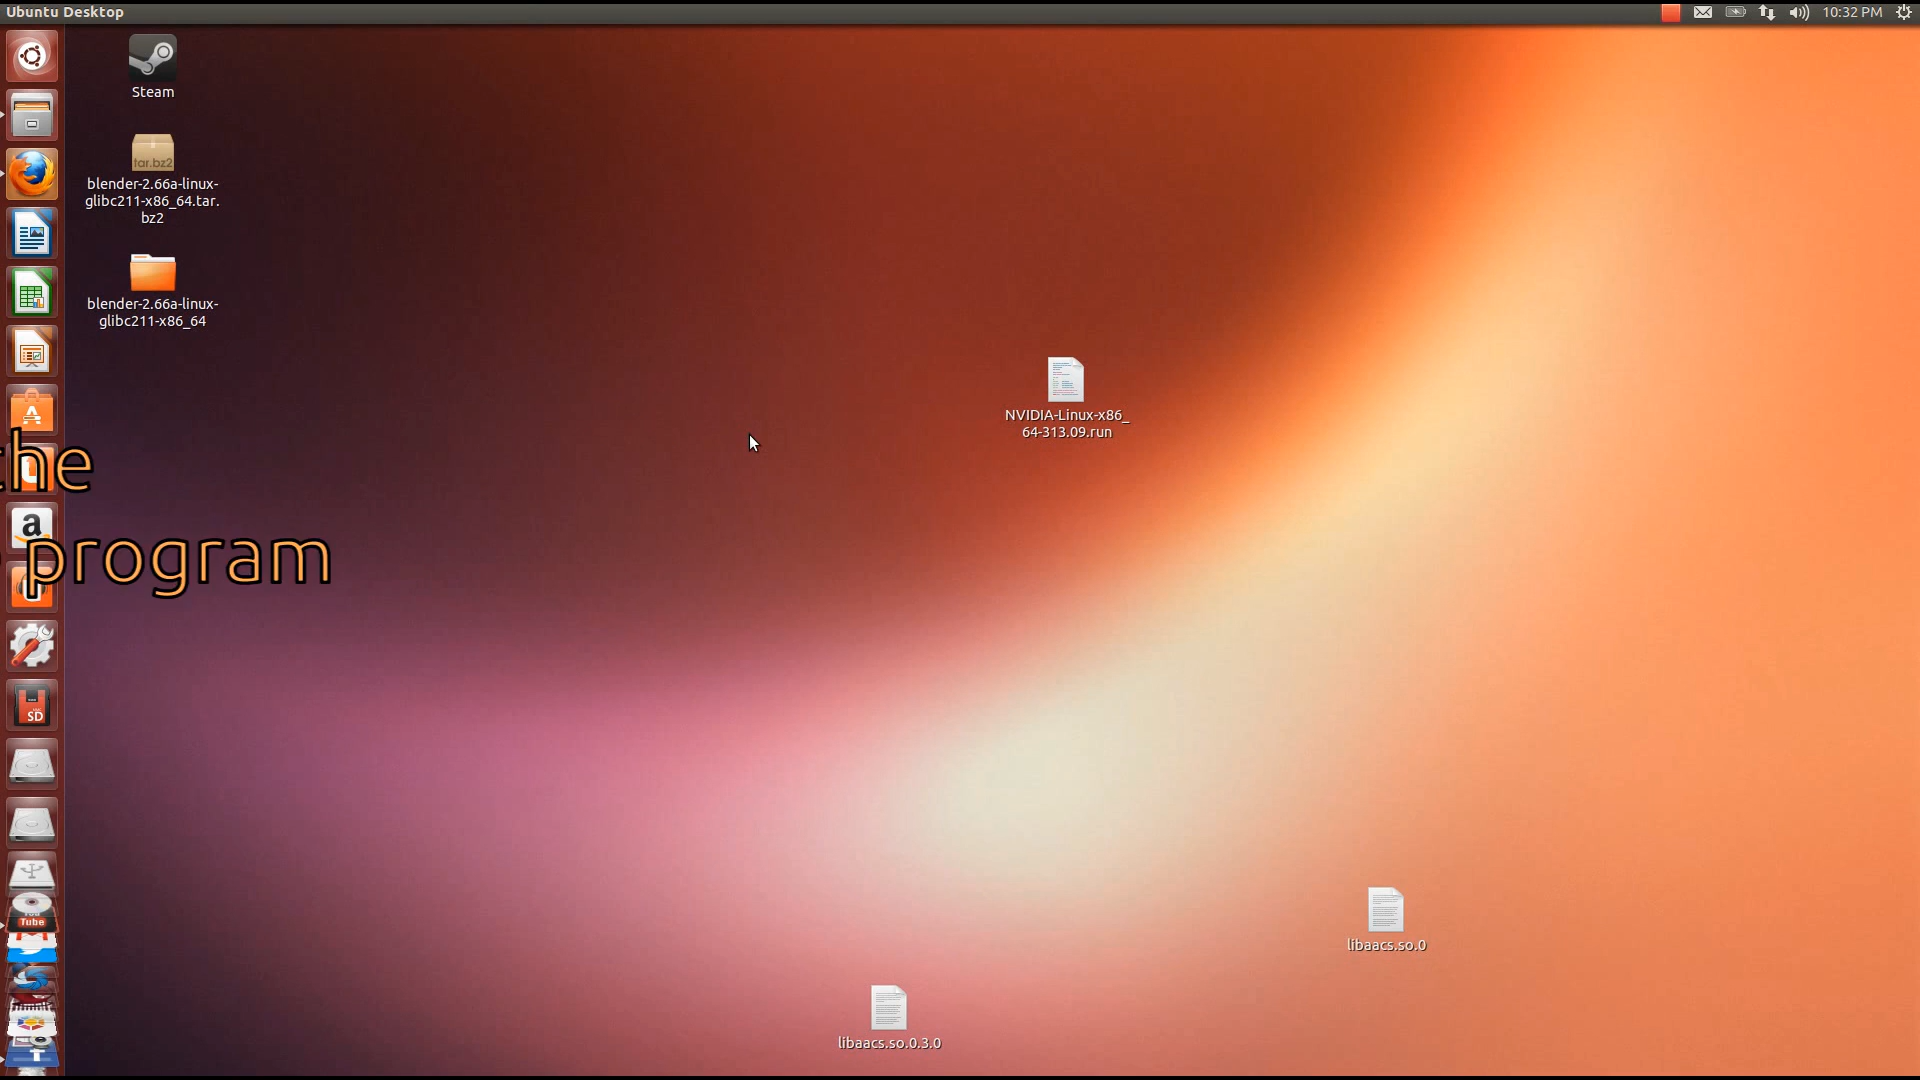 Ubuntu Desktop
10:32 PM
Steam
tar.bz2
blender-2.66a-linux-
glibc211-x86_64.tar.
bz2
blender-2.66a-linux-
glibc211-x86_64
NVIDIA-Linux-x86_
64-313.09.run
he
a
program
SD
Tube
libaacs.so.0
T
libaacs.so.0.3.0